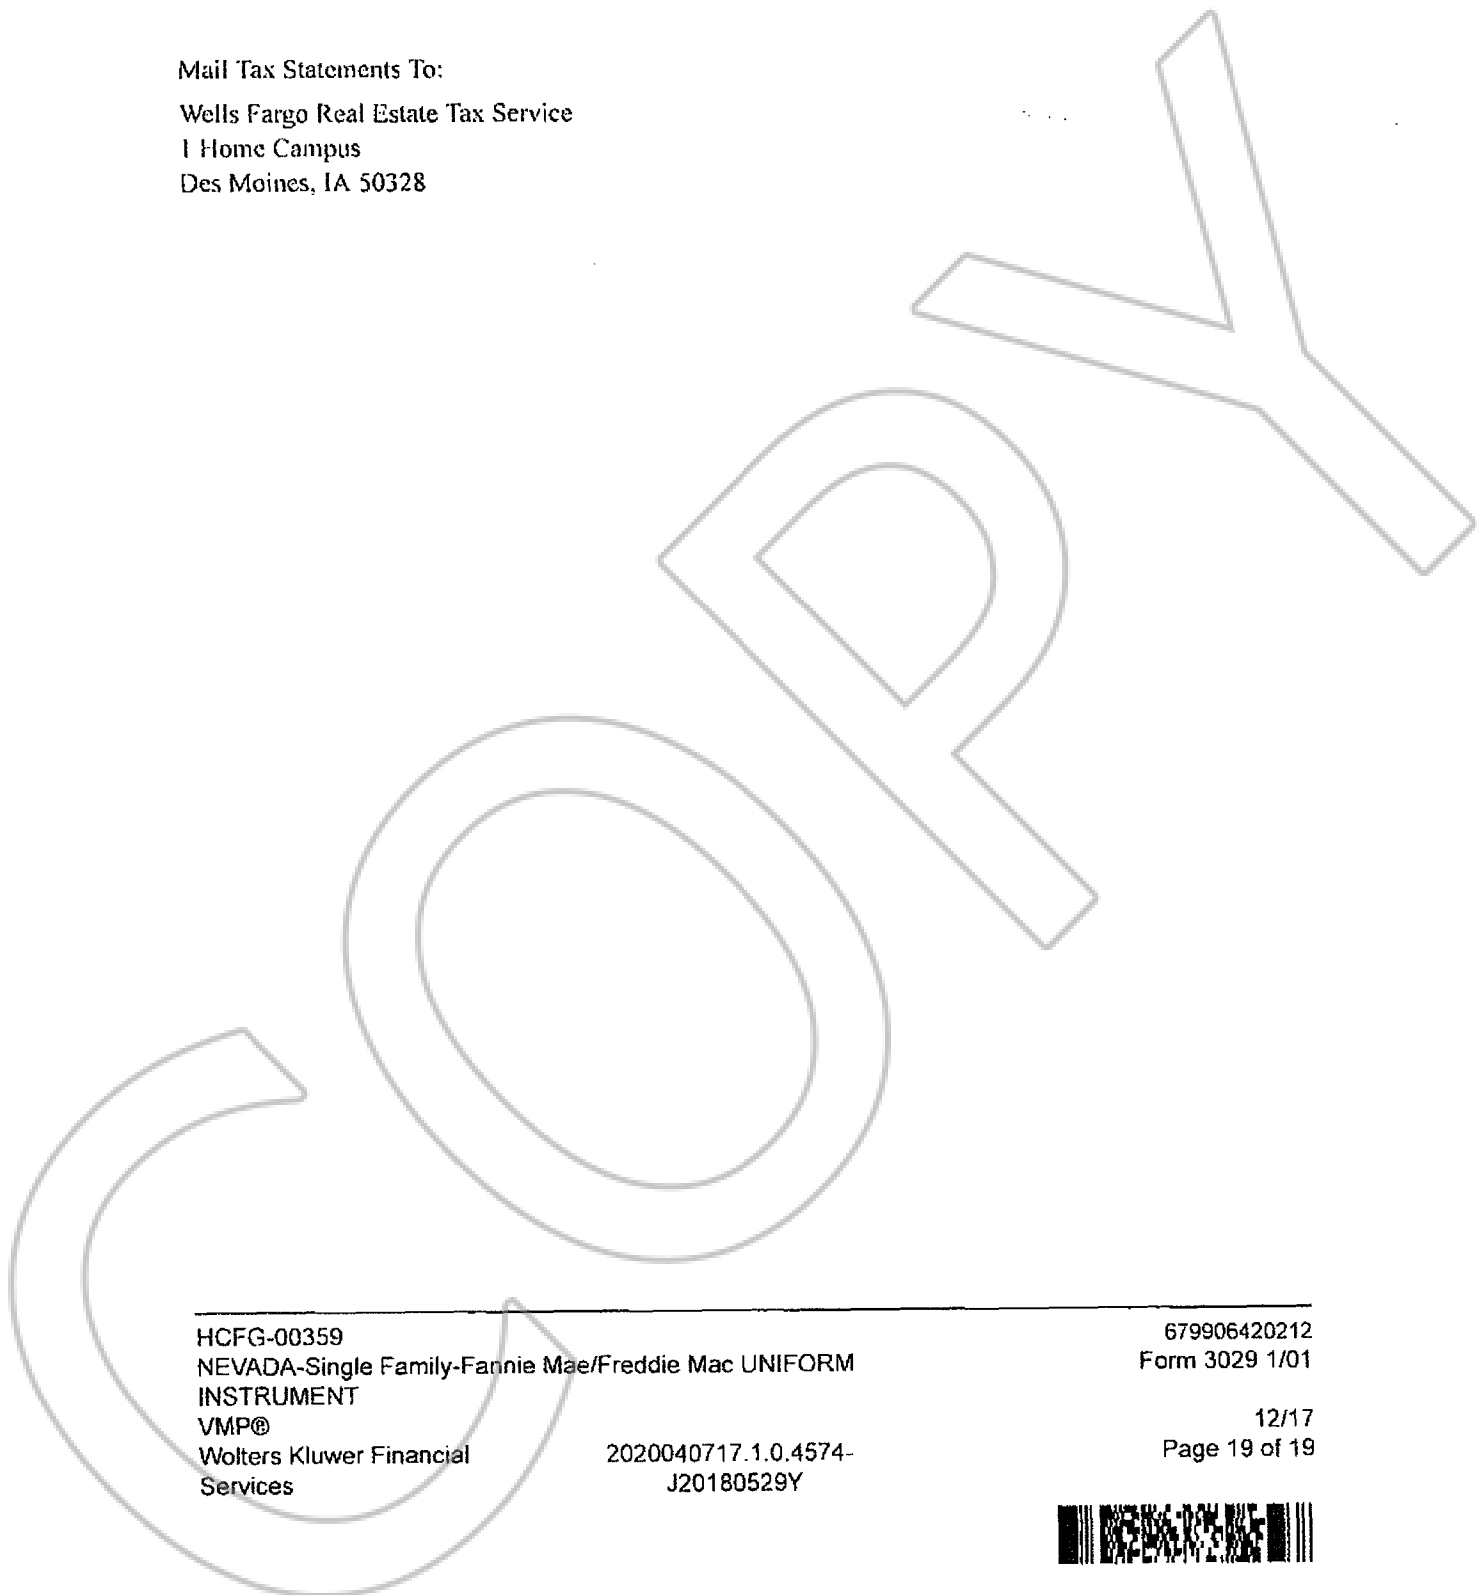 Mail Tax Statements To:
Wells Fargo Real Estate Tax Service
1 Home Campus
Des Moines, IA 50328
COPY
HCFG-00359 679906420212
NEVADA-Single Family-Fannie Mae/Freddie Mac UNIFORM Form 3029 1/01
INSTRUMENT
VMP® 12/17
Wolters Kluwer Financial 2020040717.1.0.4574- Page 19 of 19
Services J20180529Y